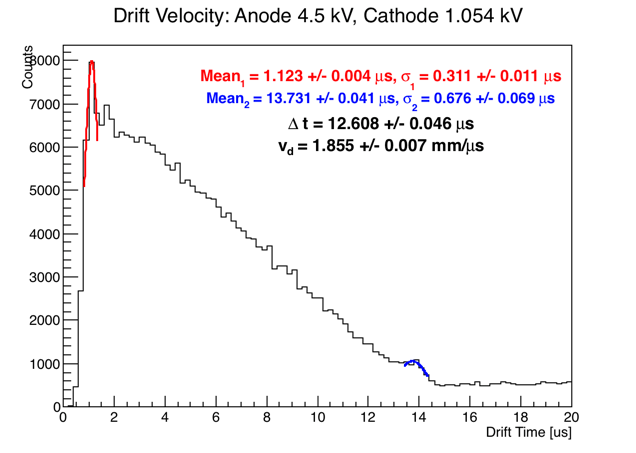 Drift Velocity: Anode 4.5 kV, Cathode 1.054 kV
Counts
Mean1 = 1.123 +/- 0.004 μs, σ1 = 0.311 +/- 0.011 μs
Mean2 = 13.731 +/- 0.041 μs, σ2 = 0.676 +/- 0.069 μs
Δ t = 12.608 +/- 0.046 μs
vd = 1.855 +/- 0.007 mm/μs
8000
7000
6000
5000
4000
3000
2000
1000
0
0 2 4 6 8 10 12 14 16 18 20
Drift Time [us]